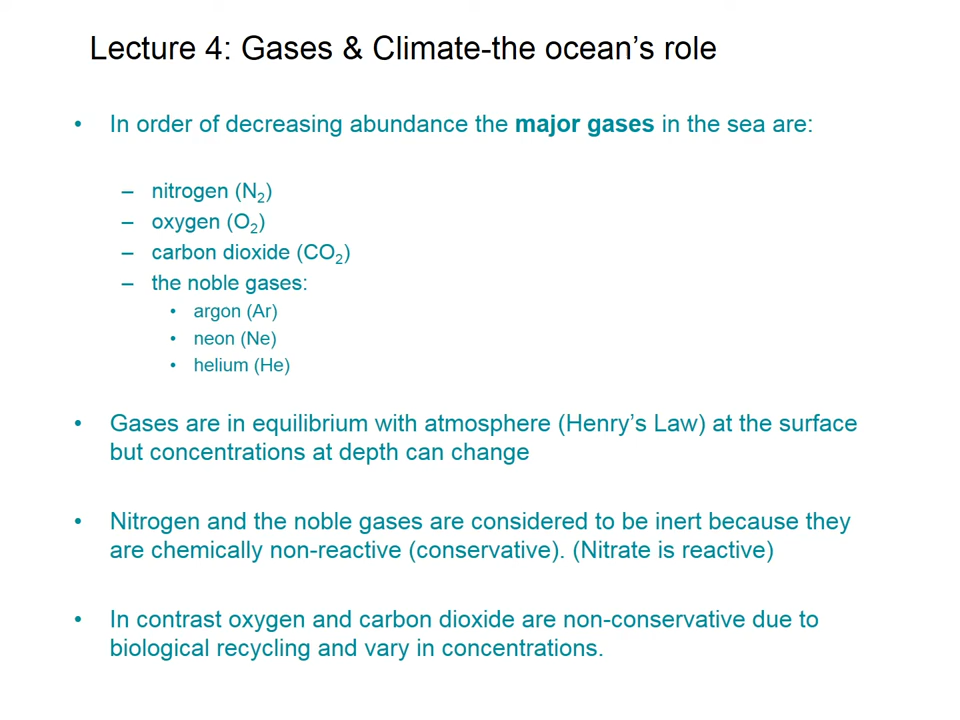 Lecture 4: Gases & Climate-the ocean’s role
• In order of decreasing abundance the major gases in the sea are:
– nitrogen (N₂)
– oxygen (O₂)
– carbon dioxide (CO₂)
– the noble gases:
• argon (Ar)
• neon (Ne)
• helium (He)
• Gases are in equilibrium with atmosphere (Henry’s Law) at the surface
but concentrations at depth can change
• Nitrogen and the noble gases are considered to be inert because they
are chemically non-reactive (conservative). (Nitrate is reactive)
• In contrast oxygen and carbon dioxide are non-conservative due to
biological recycling and vary in concentrations.